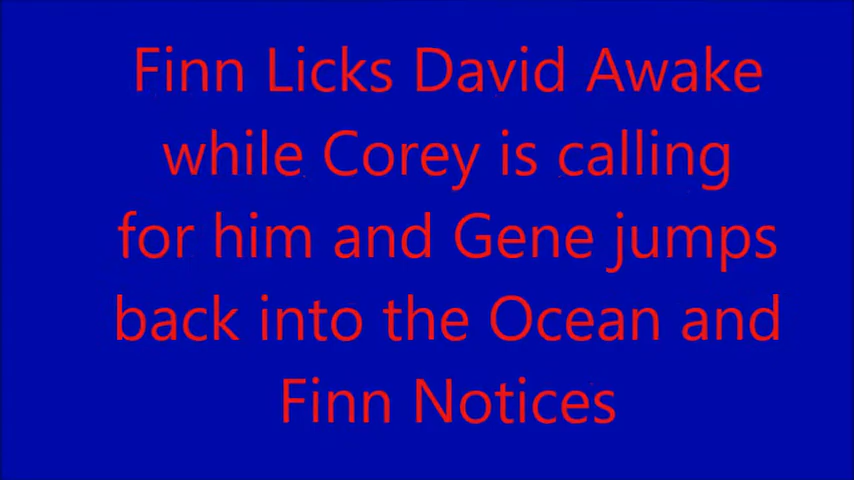 Finn Licks David Awake
while Corey is calling
for him and Gene jumps
back into the Ocean and
Finn Notices